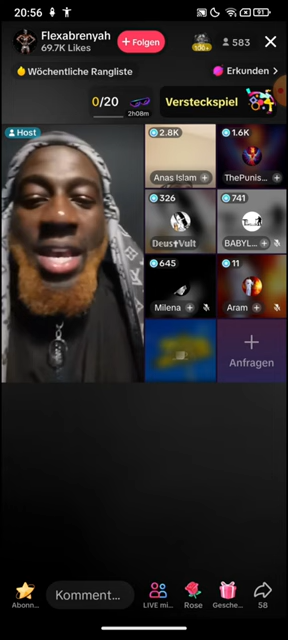 20:56
91
Flexabrenyah
69.7K Likes
+ Folgen
100+
583
Wöchentliche Rangliste
Erkunden >
0/20
2h08m
Versteckspiel
Host
2.8K
Anas Islam
1.6K
ThePunis...
326
Deus†Vult
741
BABYL...
645
Milena
11
Aram
Anfragen
Abonn...
Komment...
LIVE mi...
Rose
Gesche...
58